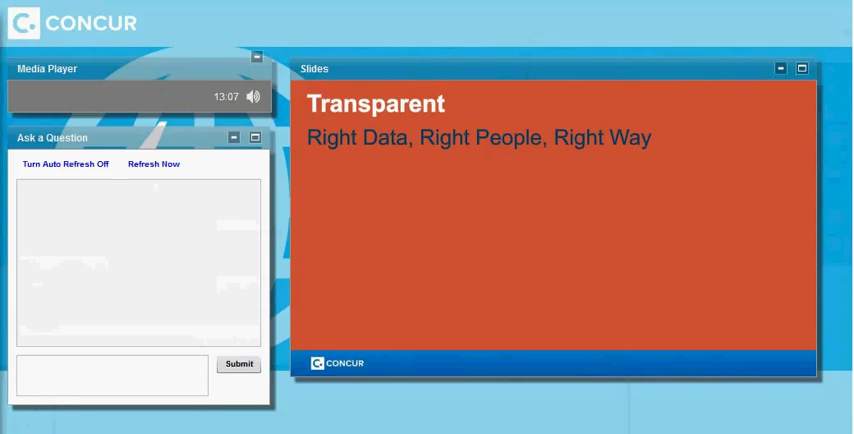 CONCUR
Media Player
13:07
Ask a Question
Turn Auto Refresh Off Refresh Now
Submit
Slides
Transparent
Right Data, Right People, Right Way
CONCUR